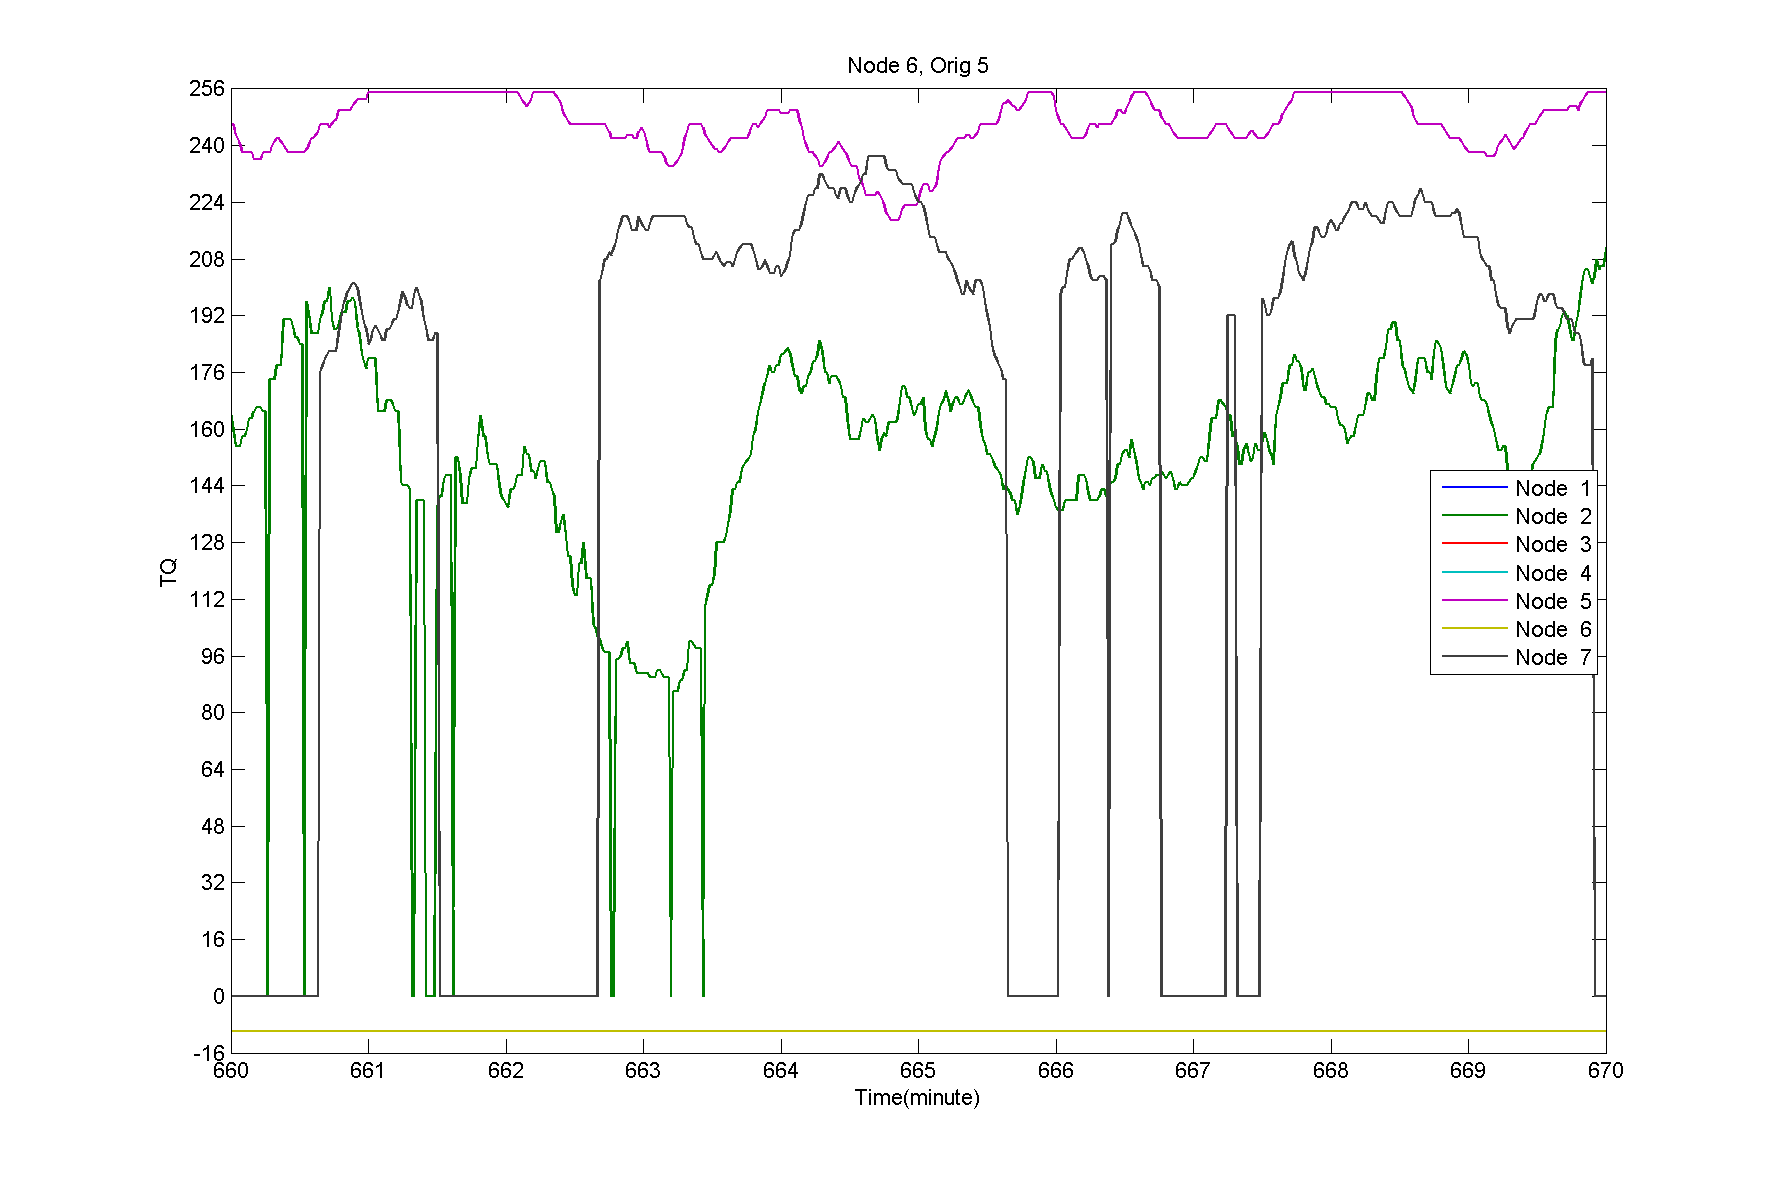 Node 6, Orig 5
256
240
224
208
192
176
160
144
128
112
96
80
64
48
32
16
0
-16
TQ
Node 1
Node 2
Node 3
Node 4
Node 5
Node 6
Node 7
660 661 662 663 664 665 666 667 668 669 670
Time(minute)